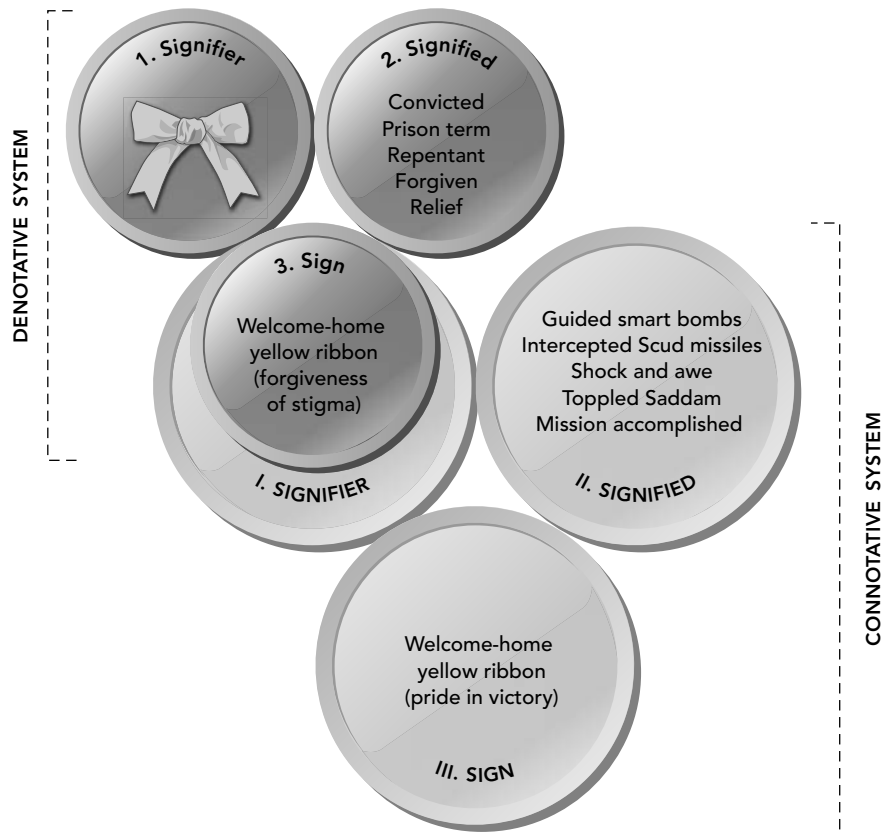 DENOTATIVE SYSTEM
1. Signifier
2. Signified
Convicted
Prison term
Repentant
Forgiven
Relief
3. Sign
Welcome-home
yellow ribbon
(forgiveness
of stigma)
I. SIGNIFIER
Guided smart bombs
Intercepted Scud missiles
Shock and awe
Toppled Saddam
Mission accomplished
II. SIGNIFIED
CONNOTATIVE SYSTEM
Welcome-home
yellow ribbon
(pride in victory)
III. SIGN